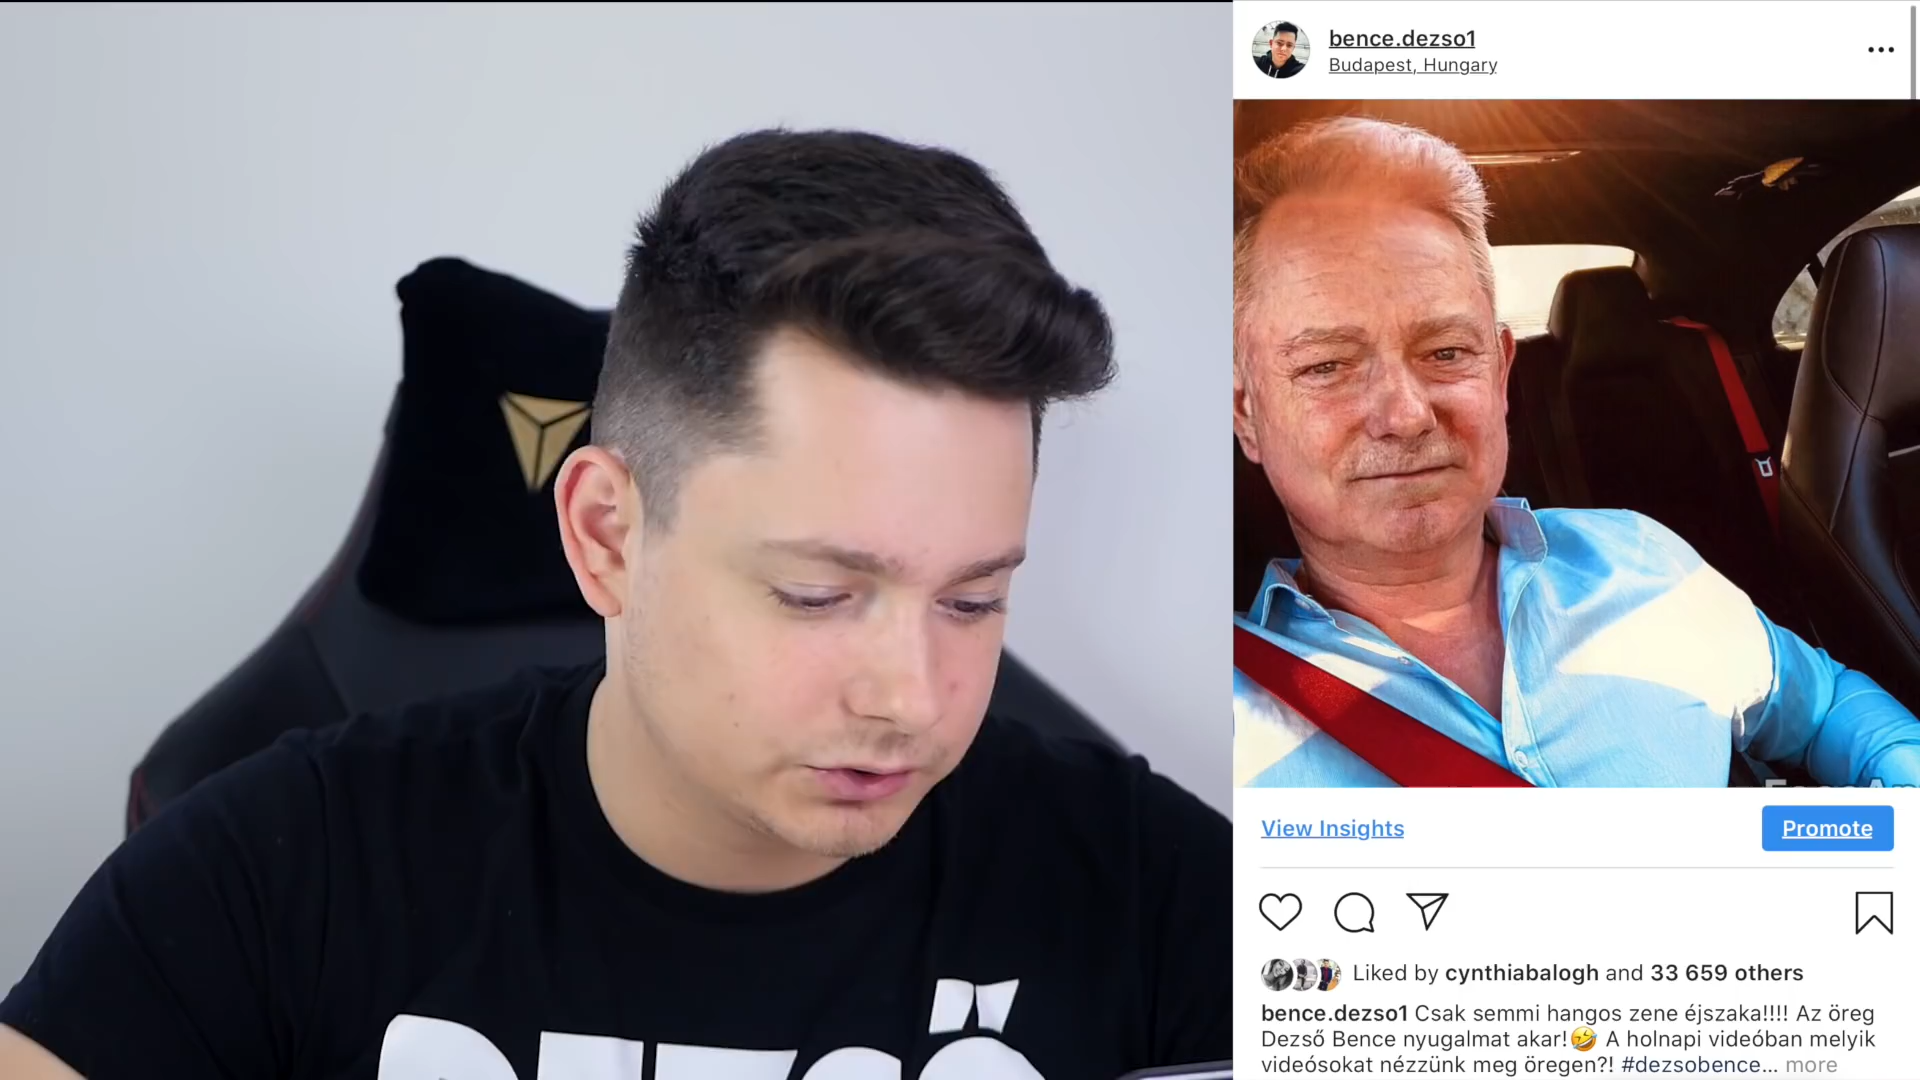 bence.dezso1
Budapest, Hungary
View Insights
Promote
Liked by cynthiabalogh and 33 659 others
bence.dezso1 Csak semmi hangos zene éjszaka!!!! Az öreg
Dezső Bence nyugalmat akar!🤣 A holnapi videóban melyik
videósokat nézzünk meg öregen?! #dezsobence... more
DEZSŐ